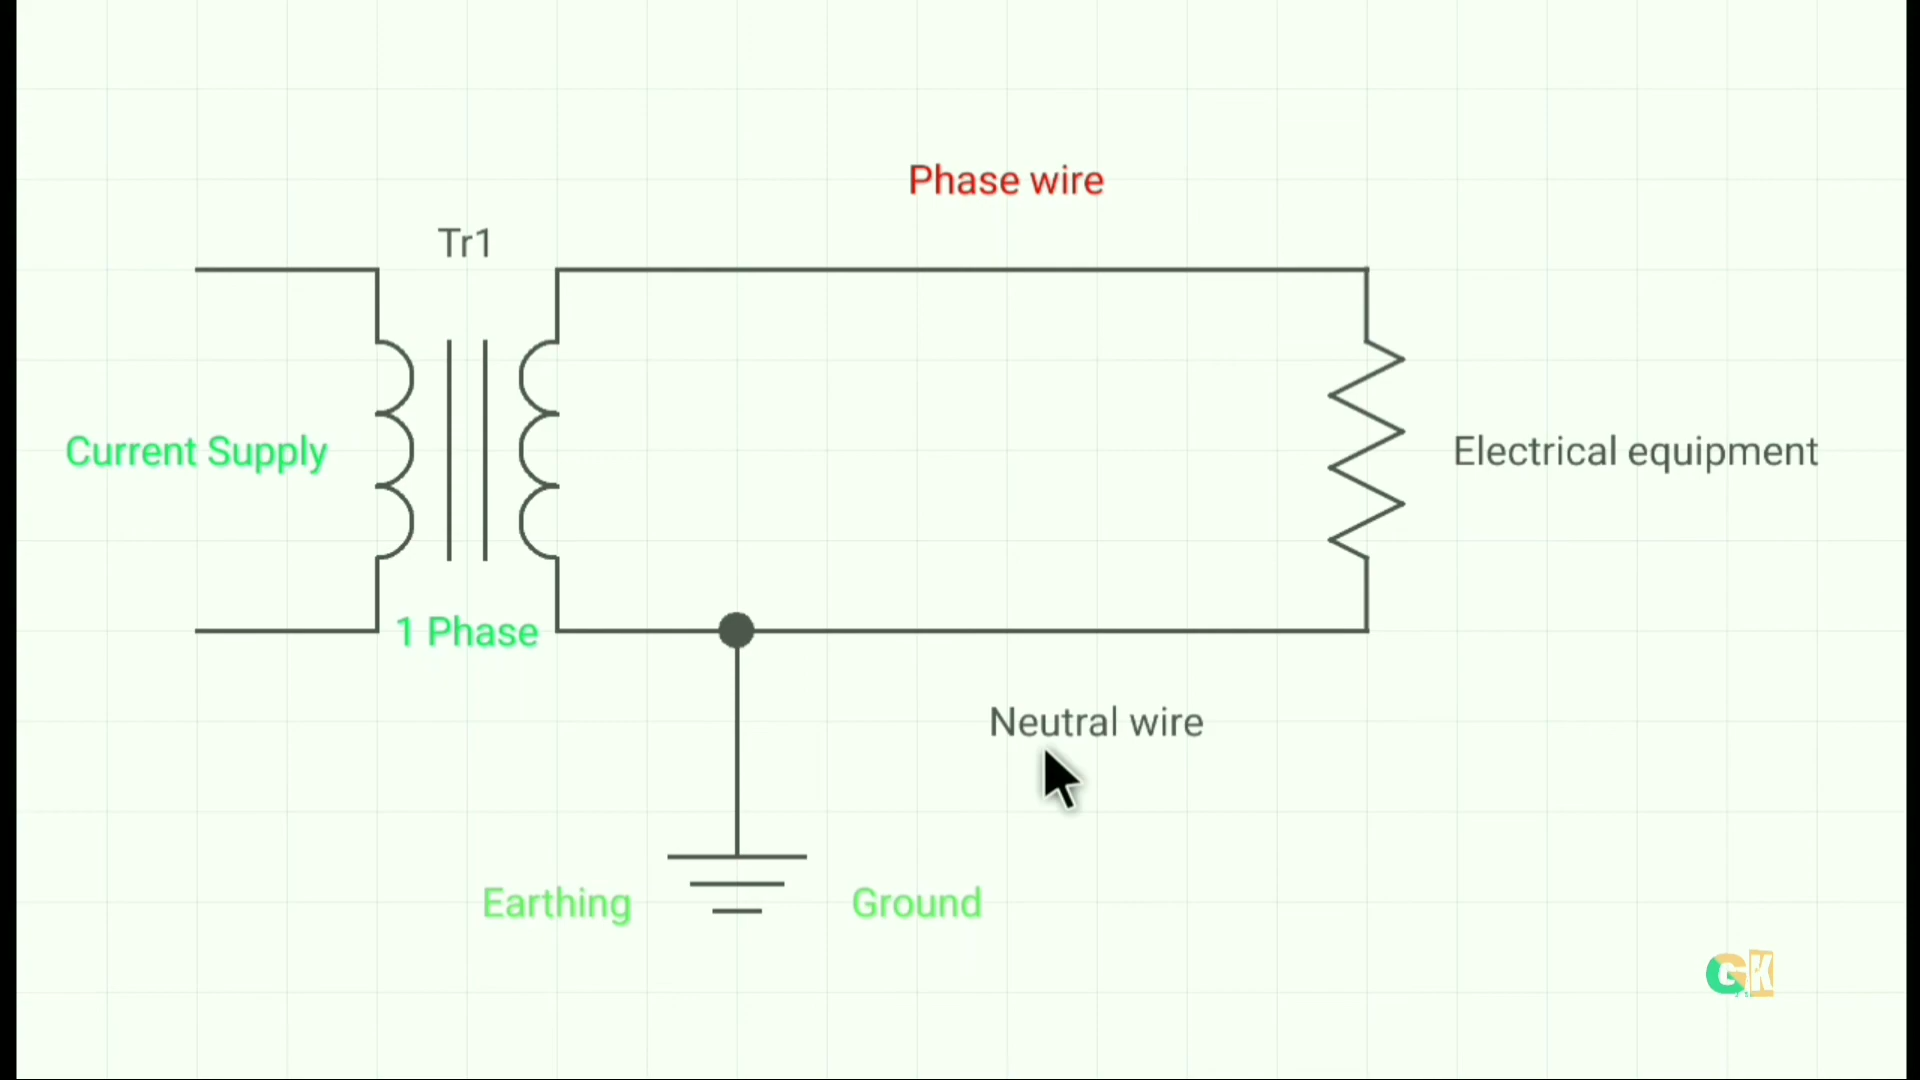 Phase wire
Tr1
Current Supply
Electrical equipment
1 Phase
Neutral wire
Earthing
Ground
GK